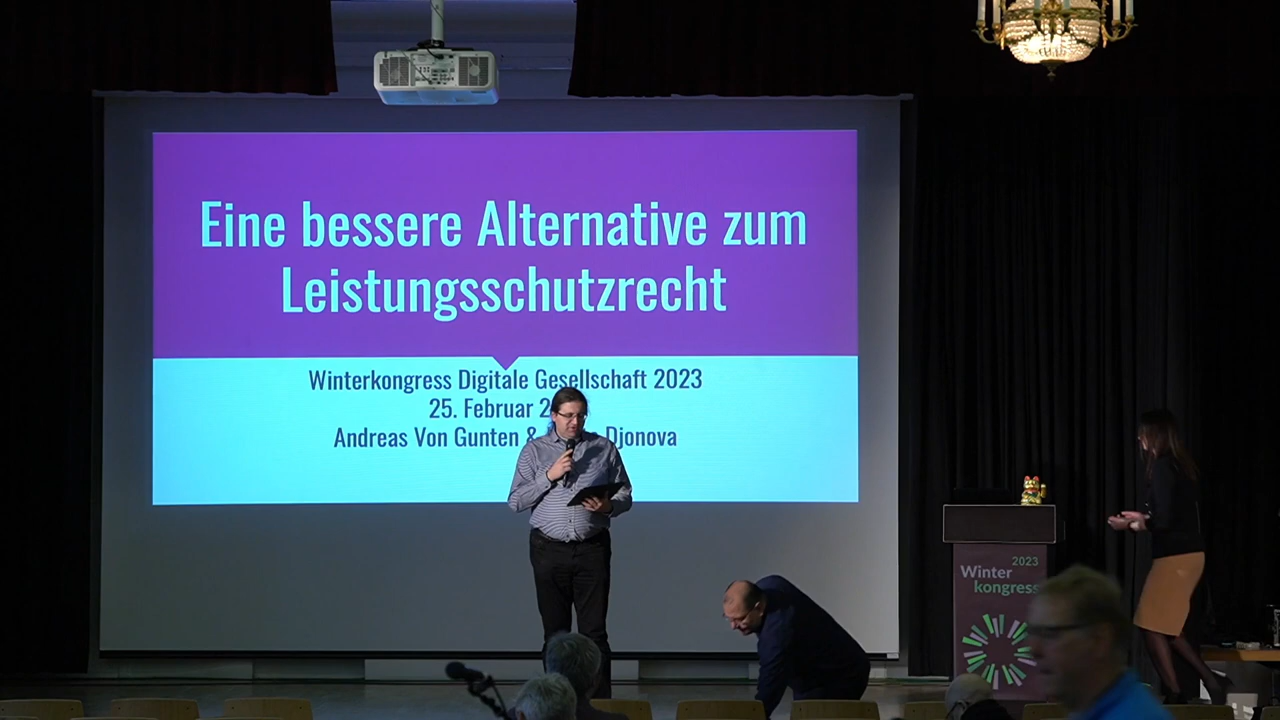 Eine bessere Alternative zum
Leistungsschutzrecht
Winterkongress Digitale Gesellschaft 2023
25. Februar
Andreas Von Gunten & Djonova
2023
Winter
kongress